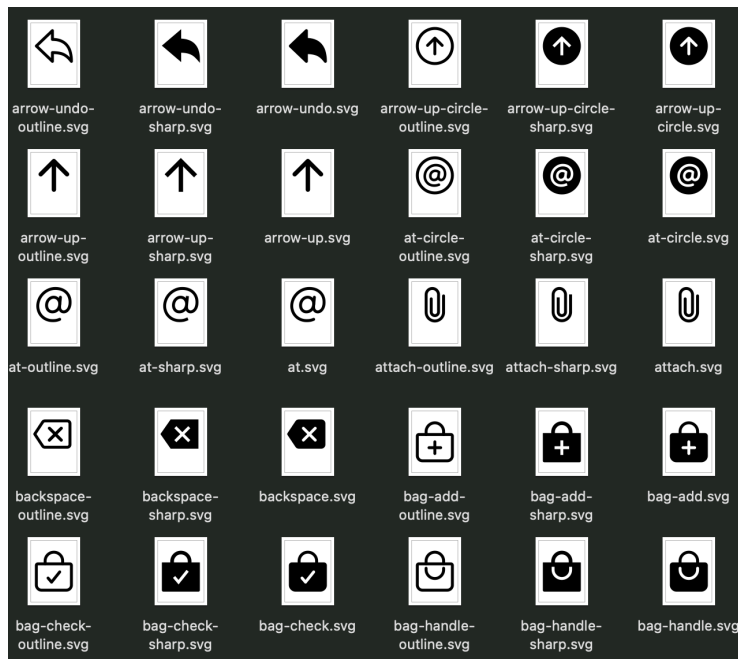 arrow-undo-
outline.svg
arrow-undo-
sharp.svg
arrow-undo.svg
arrow-up-circle-
outline.svg
arrow-up-circle-
sharp.svg
arrow-up-
circle.svg
arrow-up-
outline.svg
arrow-up-
sharp.svg
arrow-up.svg
at-circle-
outline.svg
at-circle-
sharp.svg
at-circle.svg
at-outline.svg
at-sharp.svg
at.svg
attach-outline.svg
attach-sharp.svg
attach.svg
backspace-
outline.svg
backspace-
sharp.svg
backspace.svg
bag-add-
outline.svg
bag-add-
sharp.svg
bag-add.svg
bag-check-
outline.svg
bag-check-
sharp.svg
bag-check.svg
bag-handle-
outline.svg
bag-handle-
sharp.svg
bag-handle.svg